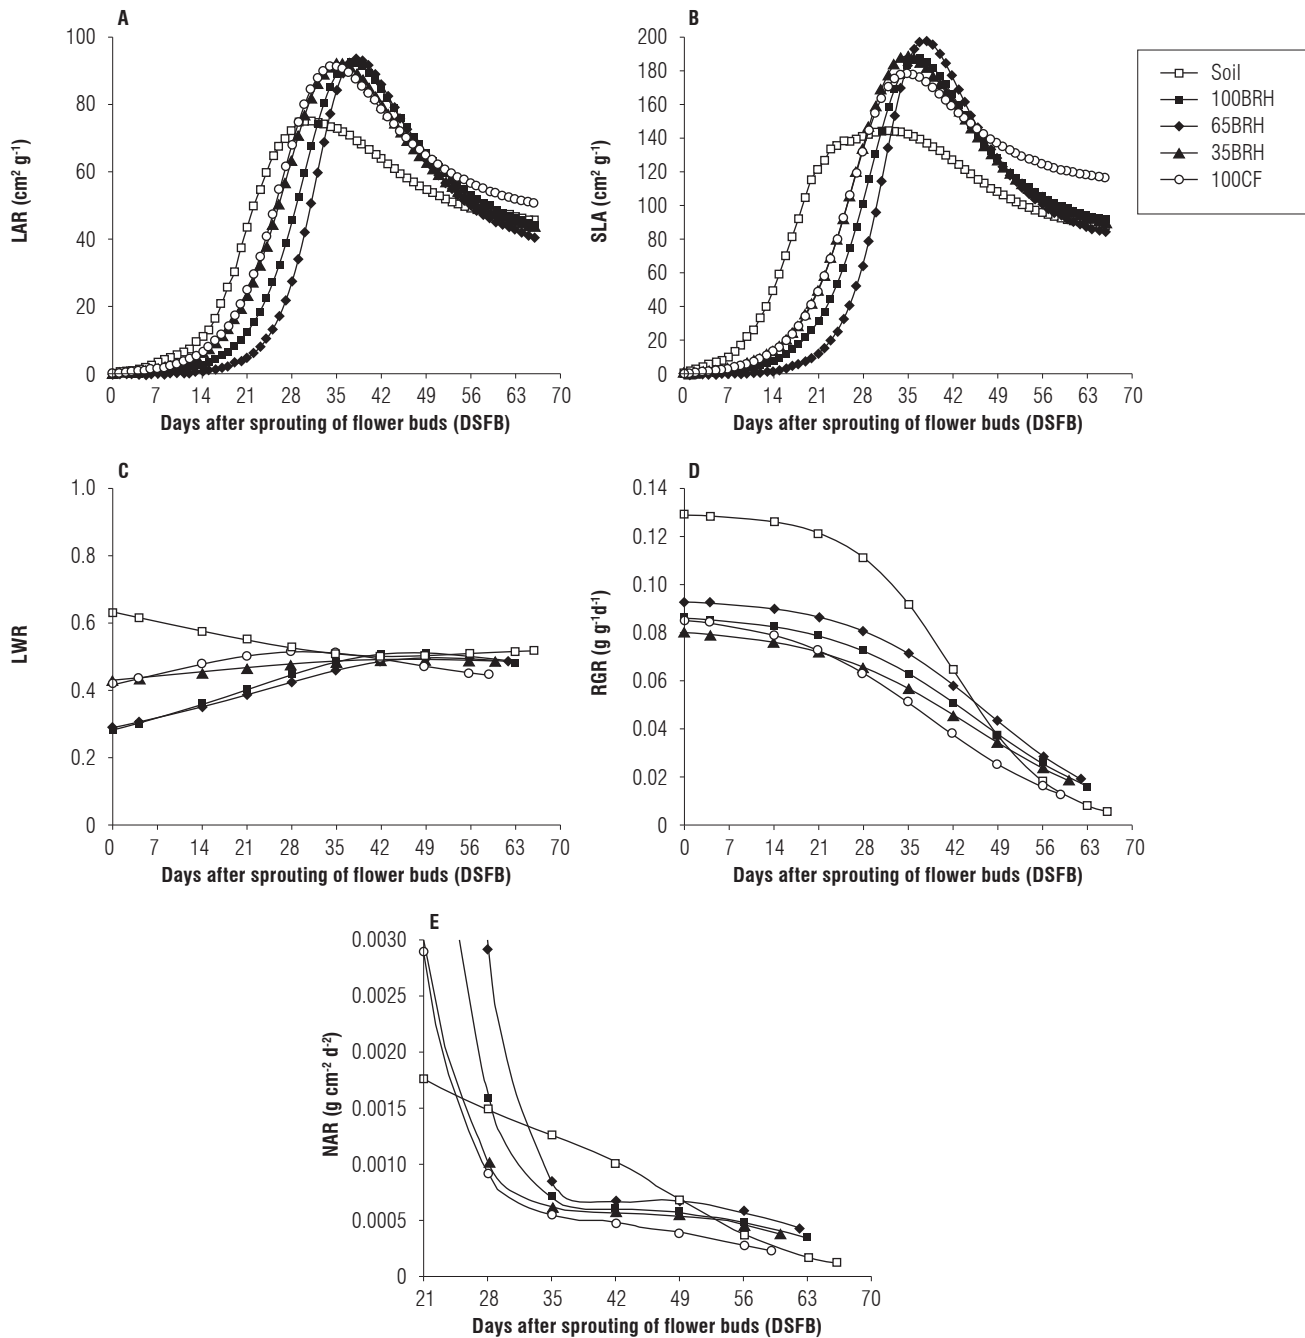 A
100
80
60
40
20
0
LAR (cm² g⁻¹)
0 7 14 21 28 35 42 49 56 63 70
Days after sprouting of flower buds (DSFB)
B
200
180
160
140
120
100
80
60
40
20
0
SLA (cm² g⁻¹)
0 7 14 21 28 35 42 49 56 63 70
Days after sprouting of flower buds (DSFB)
Soil
100BRH
65BRH
35BRH
100CF
C
1.0
0.8
0.6
0.4
0.2
0
LWR
0 7 14 21 28 35 42 49 56 63 70
Days after sprouting of flower buds (DSFB)
D
0.14
0.12
0.10
0.08
0.06
0.04
0.02
0
RGR (g g⁻¹d⁻¹)
0 7 14 21 28 35 42 49 56 63 70
Days after sprouting of flower buds (DSFB)
E
0.0030
0.0025
0.0020
0.0015
0.0010
0.0005
0
NAR (g cm⁻² d⁻²)
21 28 35 42 49 56 63 70
Days after sprouting of flower buds (DSFB)